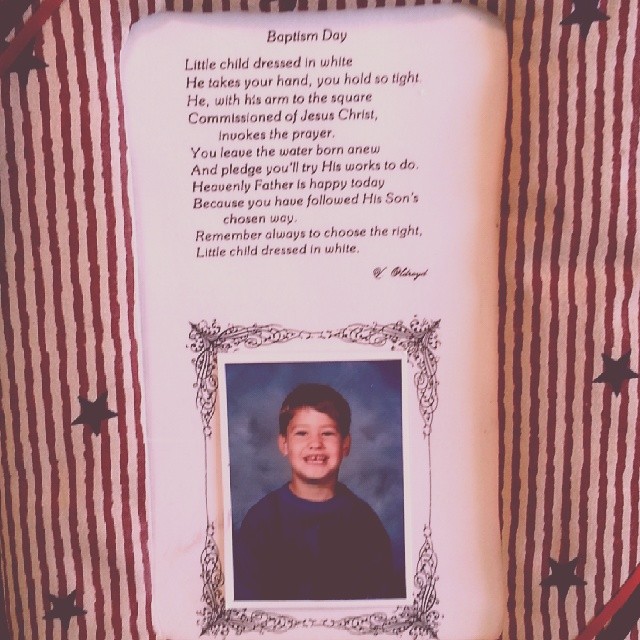 Baptism Day
Little child dressed in white
He takes your hand, you hold so tight.
He, with his arm to the square
Commissioned of Jesus Christ,
invokes the prayer.
You leave the water born anew
And pledge you'll try His works to do.
Heavenly Father is happy today
Because you have followed His Son's
chosen way.
Remember always to choose the right,
Little child dressed in white.